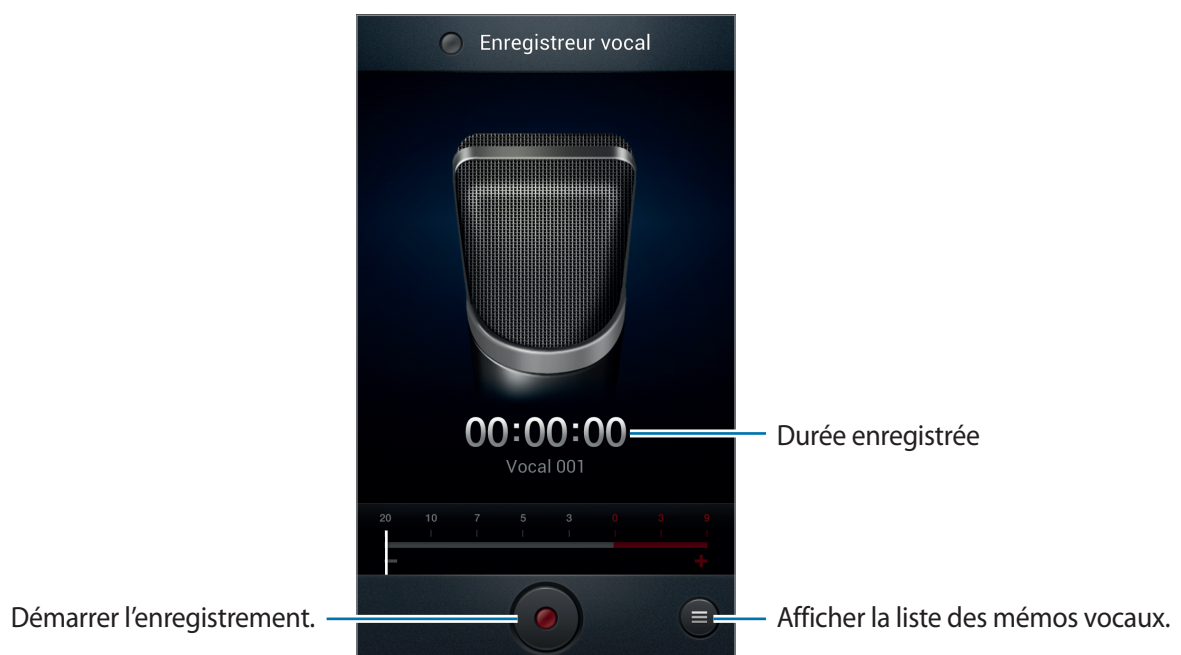 Enregistreur vocal
00:00:00
Durée enregistrée
Vocal 001
20 10 7 5 3 0 3 9
- +
Démarrer l’enregistrement.
Afficher la liste des mémos vocaux.